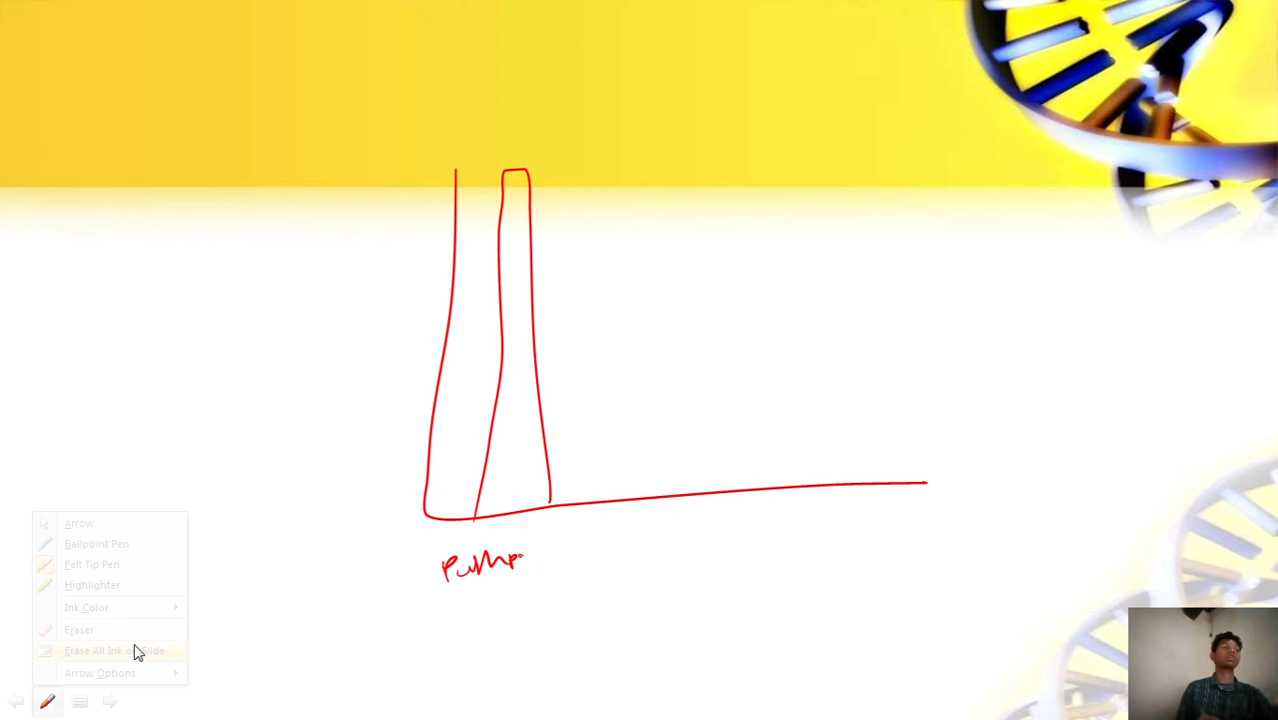 Pump
Arrow
Ballpoint Pen
Felt Tip Pen
Highlighter
Ink Color
Eraser
Erase All Ink on Slide
Arrow Options